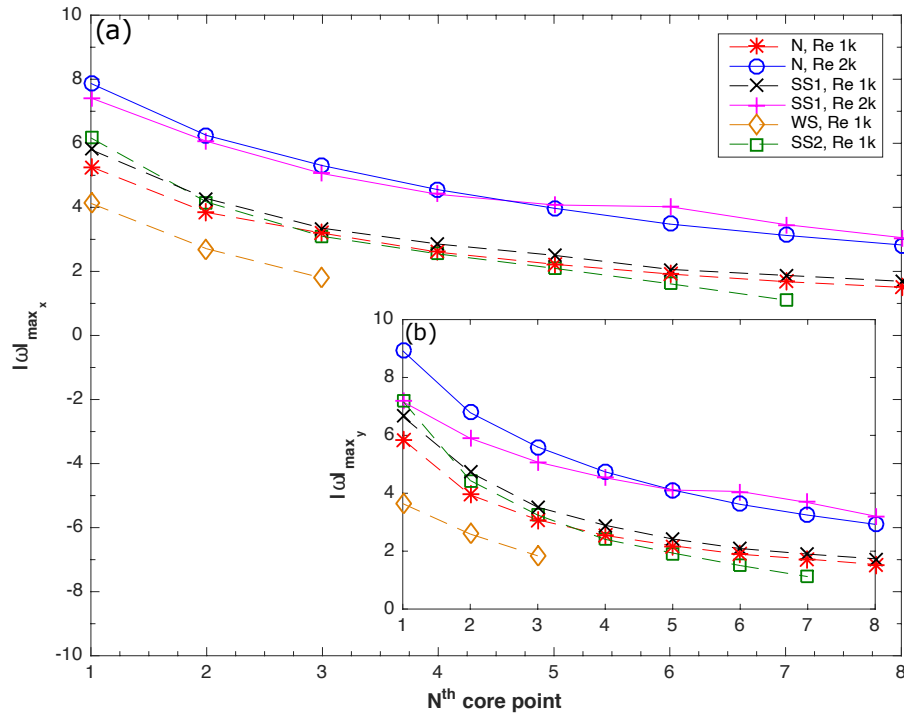 (a)
10
8
6
4
2
0
-2
-4
-6
-8
-10
|ω|max x
1 2 3 4 5 6 7 8
Nth core point
N, Re 1k
N, Re 2k
SS1, Re 1k
SS1, Re 2k
WS, Re 1k
SS2, Re 1k
(b)
10
8
6
4
2
0
|ω|max y
1 2 3 4 5 6 7 8